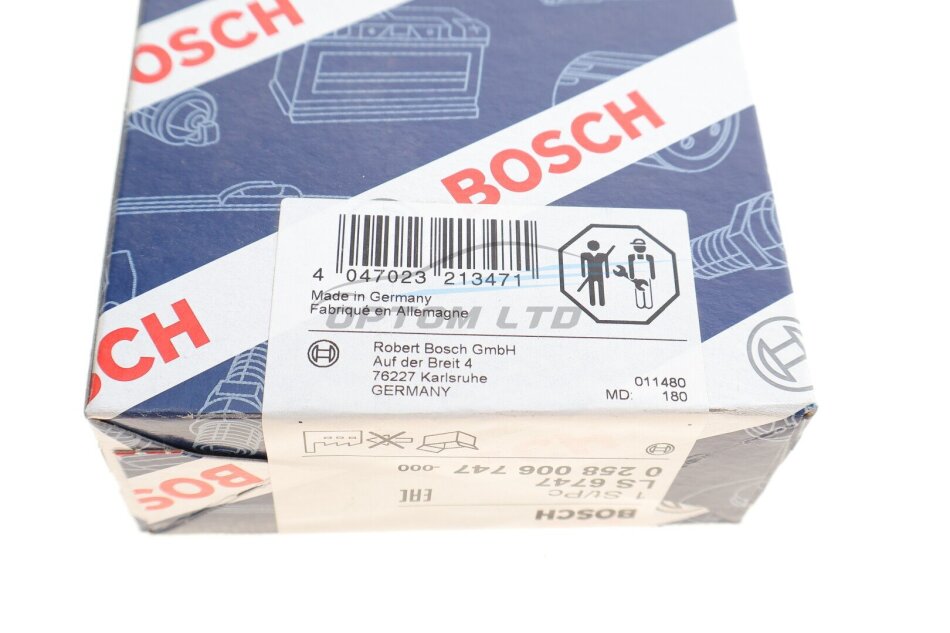 BOSCH
BOSCH
BOSCH
4 047023 213471
Made in Germany
Fabriqué en Allemagne
OPTOM LTD
Robert Bosch GmbH
Auf der Breit 4
76227 Karlsruhe
GERMANY
011480
MD: 180
0 258 006 747 -000
LS 6747
1 St/Pc
EAC
BOSCH
BOSCH